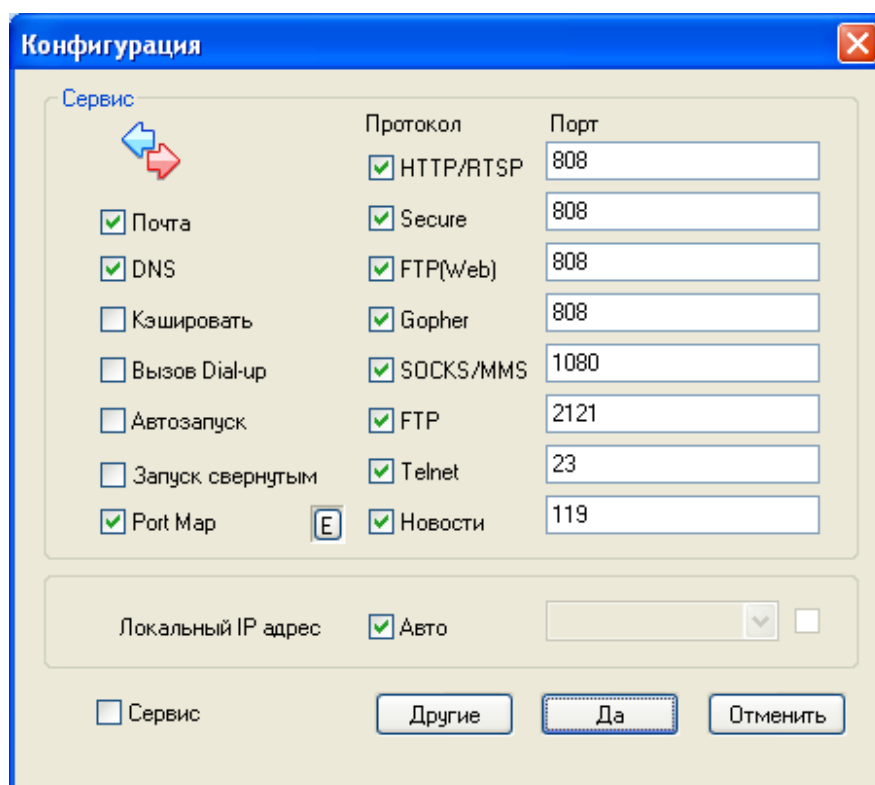 Конфигурация
Сервис
Протокол Порт
HTTP/RTSP 808
Почта Secure 808
DNS FTP(Web) 808
Кэшировать Gopher 808
Вызов Dial-up SOCKS/MMS 1080
Автозапуск FTP 2121
Запуск свернутым Telnet 23
Port Map E Новости 119
Локальный IP адрес Авто
Сервис Другие Да Отменить